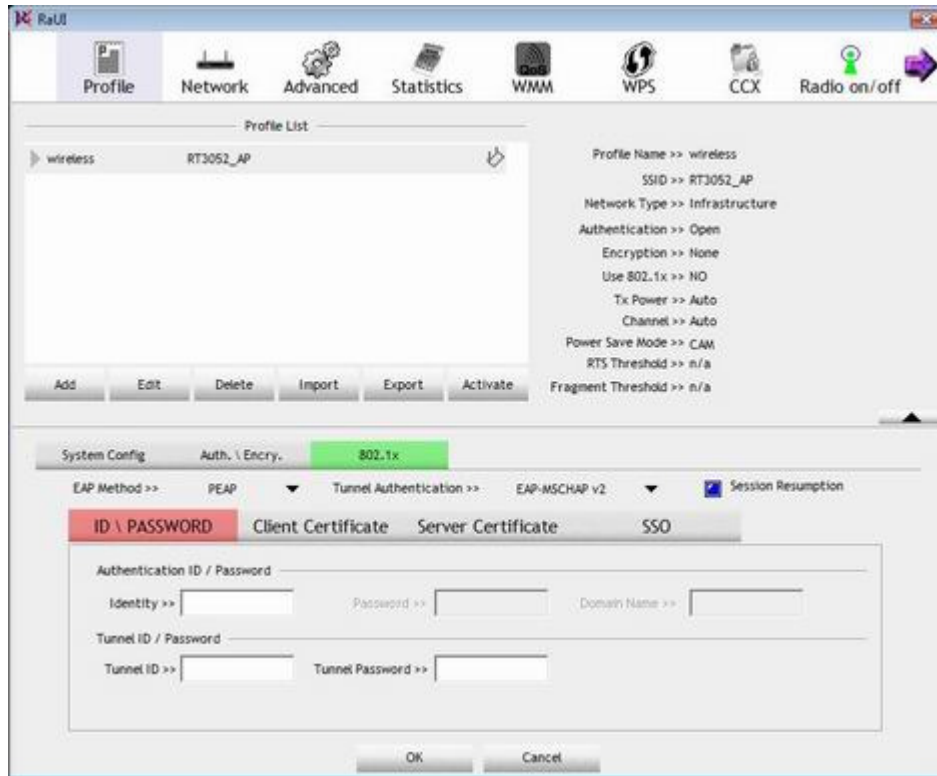 RaUI
Profile Network Advanced Statistics QoS WMM WPS CCX Radio on/off
Profile List
wireless RT3052_AP
Profile Name >> wireless
SSID >> RT3052_AP
Network Type >> Infrastructure
Authentication >> Open
Encryption >> None
Use 802.1x >> NO
Tx Power >> Auto
Channel >> Auto
Power Save Mode >> CAM
RTS Threshold >> n/a
Fragment Threshold >> n/a
Add Edit Delete Import Export Activate
System Config Auth. \ Encry. 802.1x
EAP Method >> PEAP Tunnel Authentication >> EAP-MSCHAP v2 Session Resumption
ID \ PASSWORD Client Certificate Server Certificate SSO
Authentication ID / Password
Identity >> Password >> Domain Name >>
Tunnel ID / Password
Tunnel ID >> Tunnel Password >>
OK Cancel